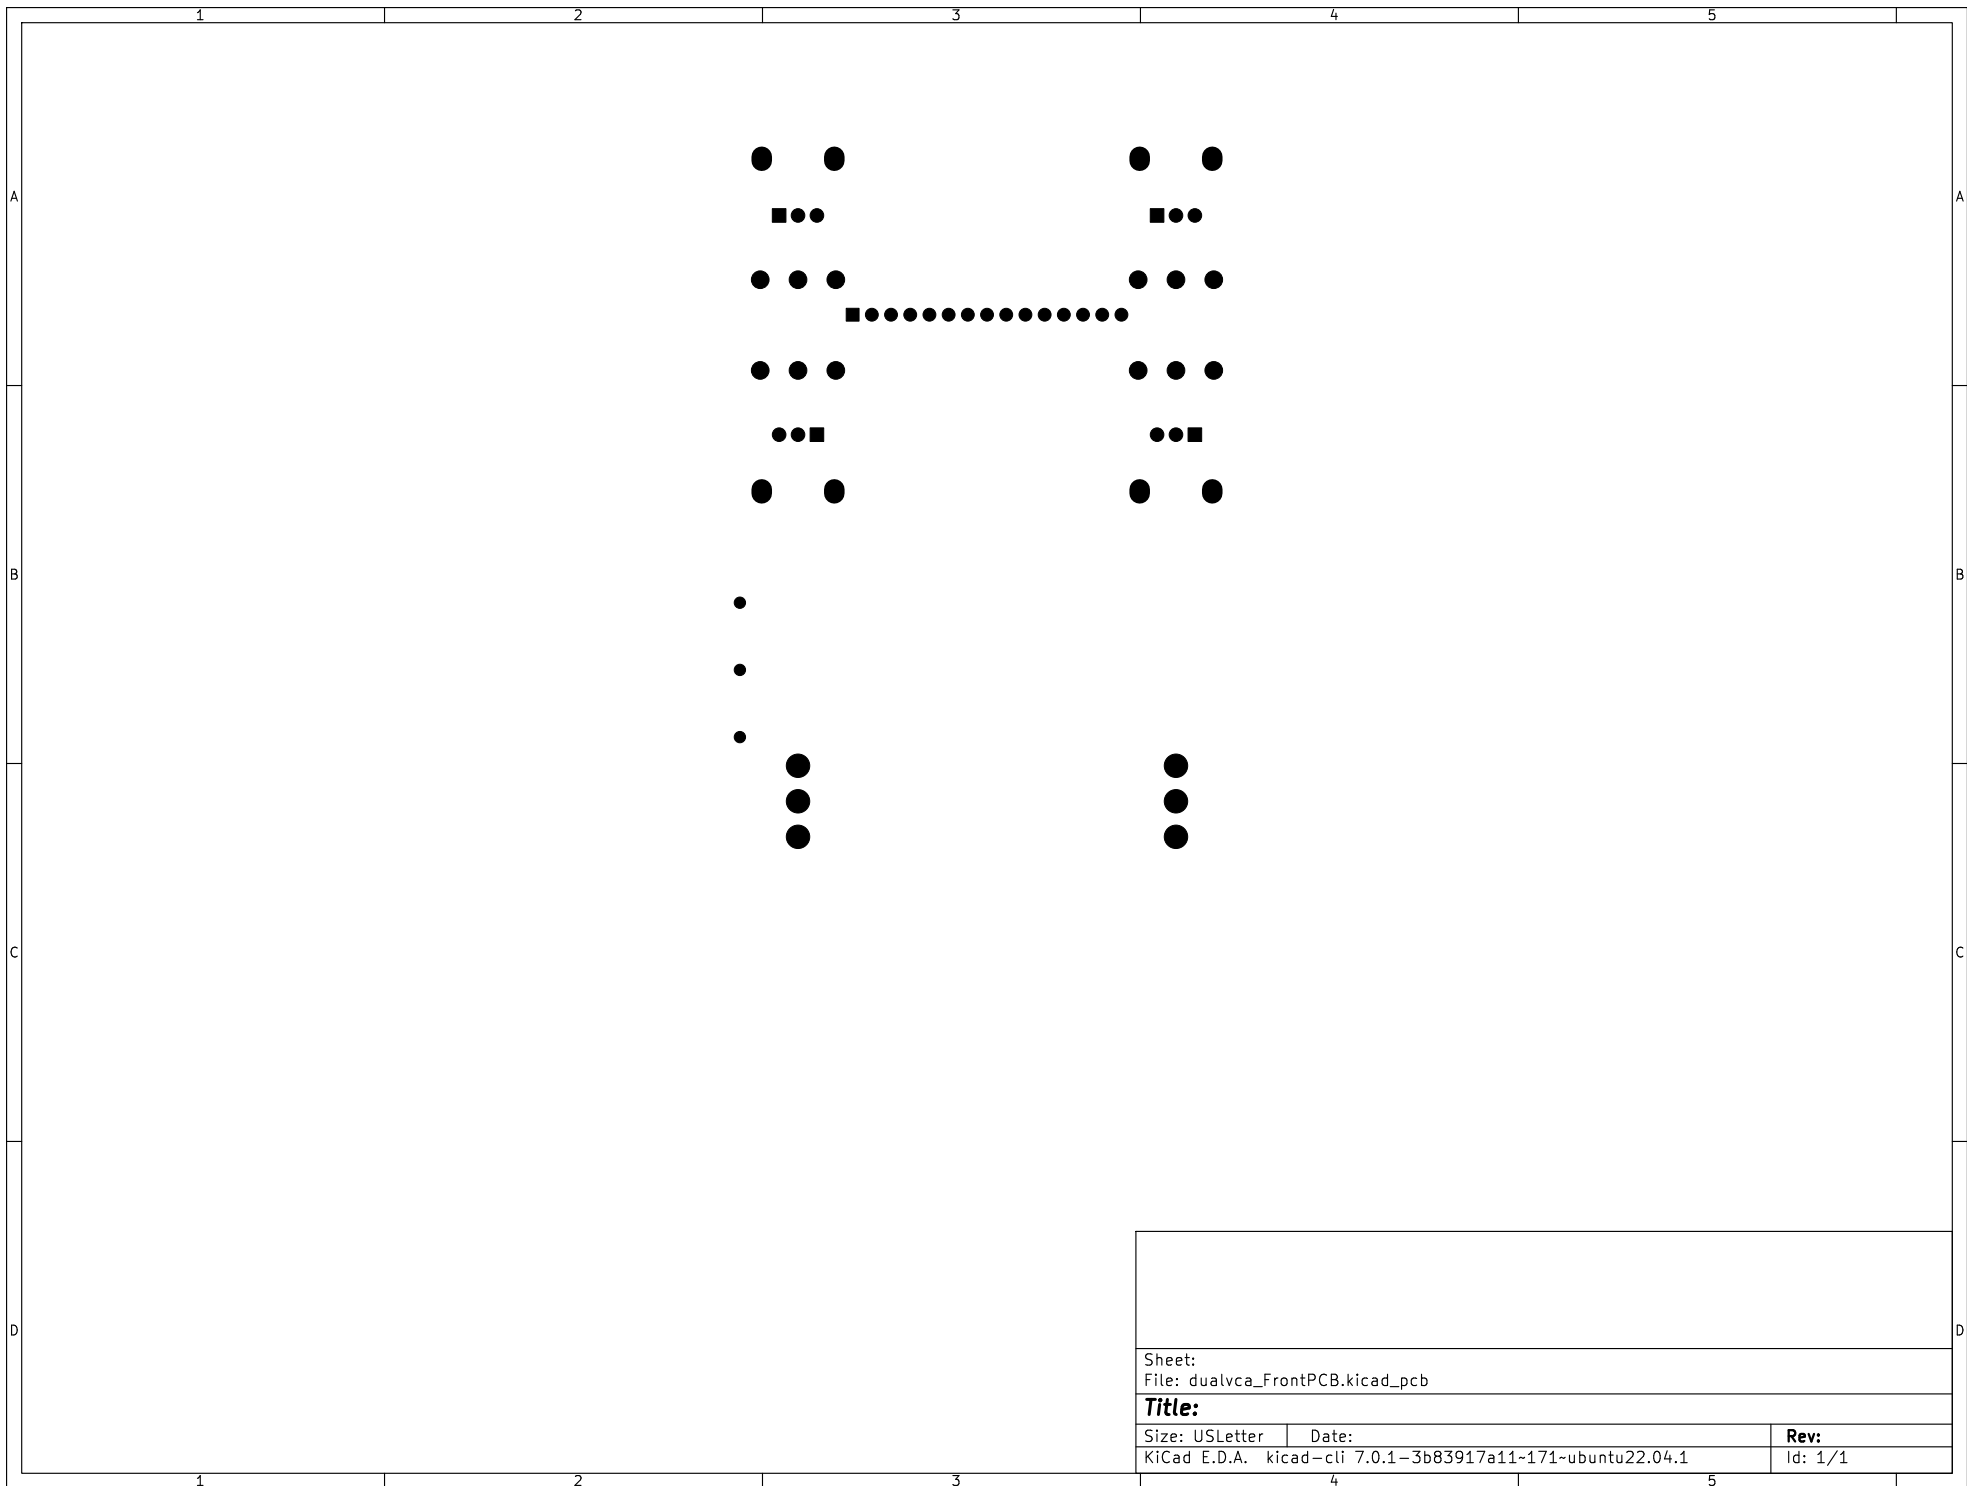 1 2 3 4 5
A A
B B
C C
D D
Sheet:
File: dualvca_FrontPCB.kicad_pcb
Title:
Size: USLetter Date: Rev:
KiCad E.D.A. kicad-cli 7.0.1-3b83917a11~171~ubuntu22.04.1 Id: 1/1
1 2 3 4 5